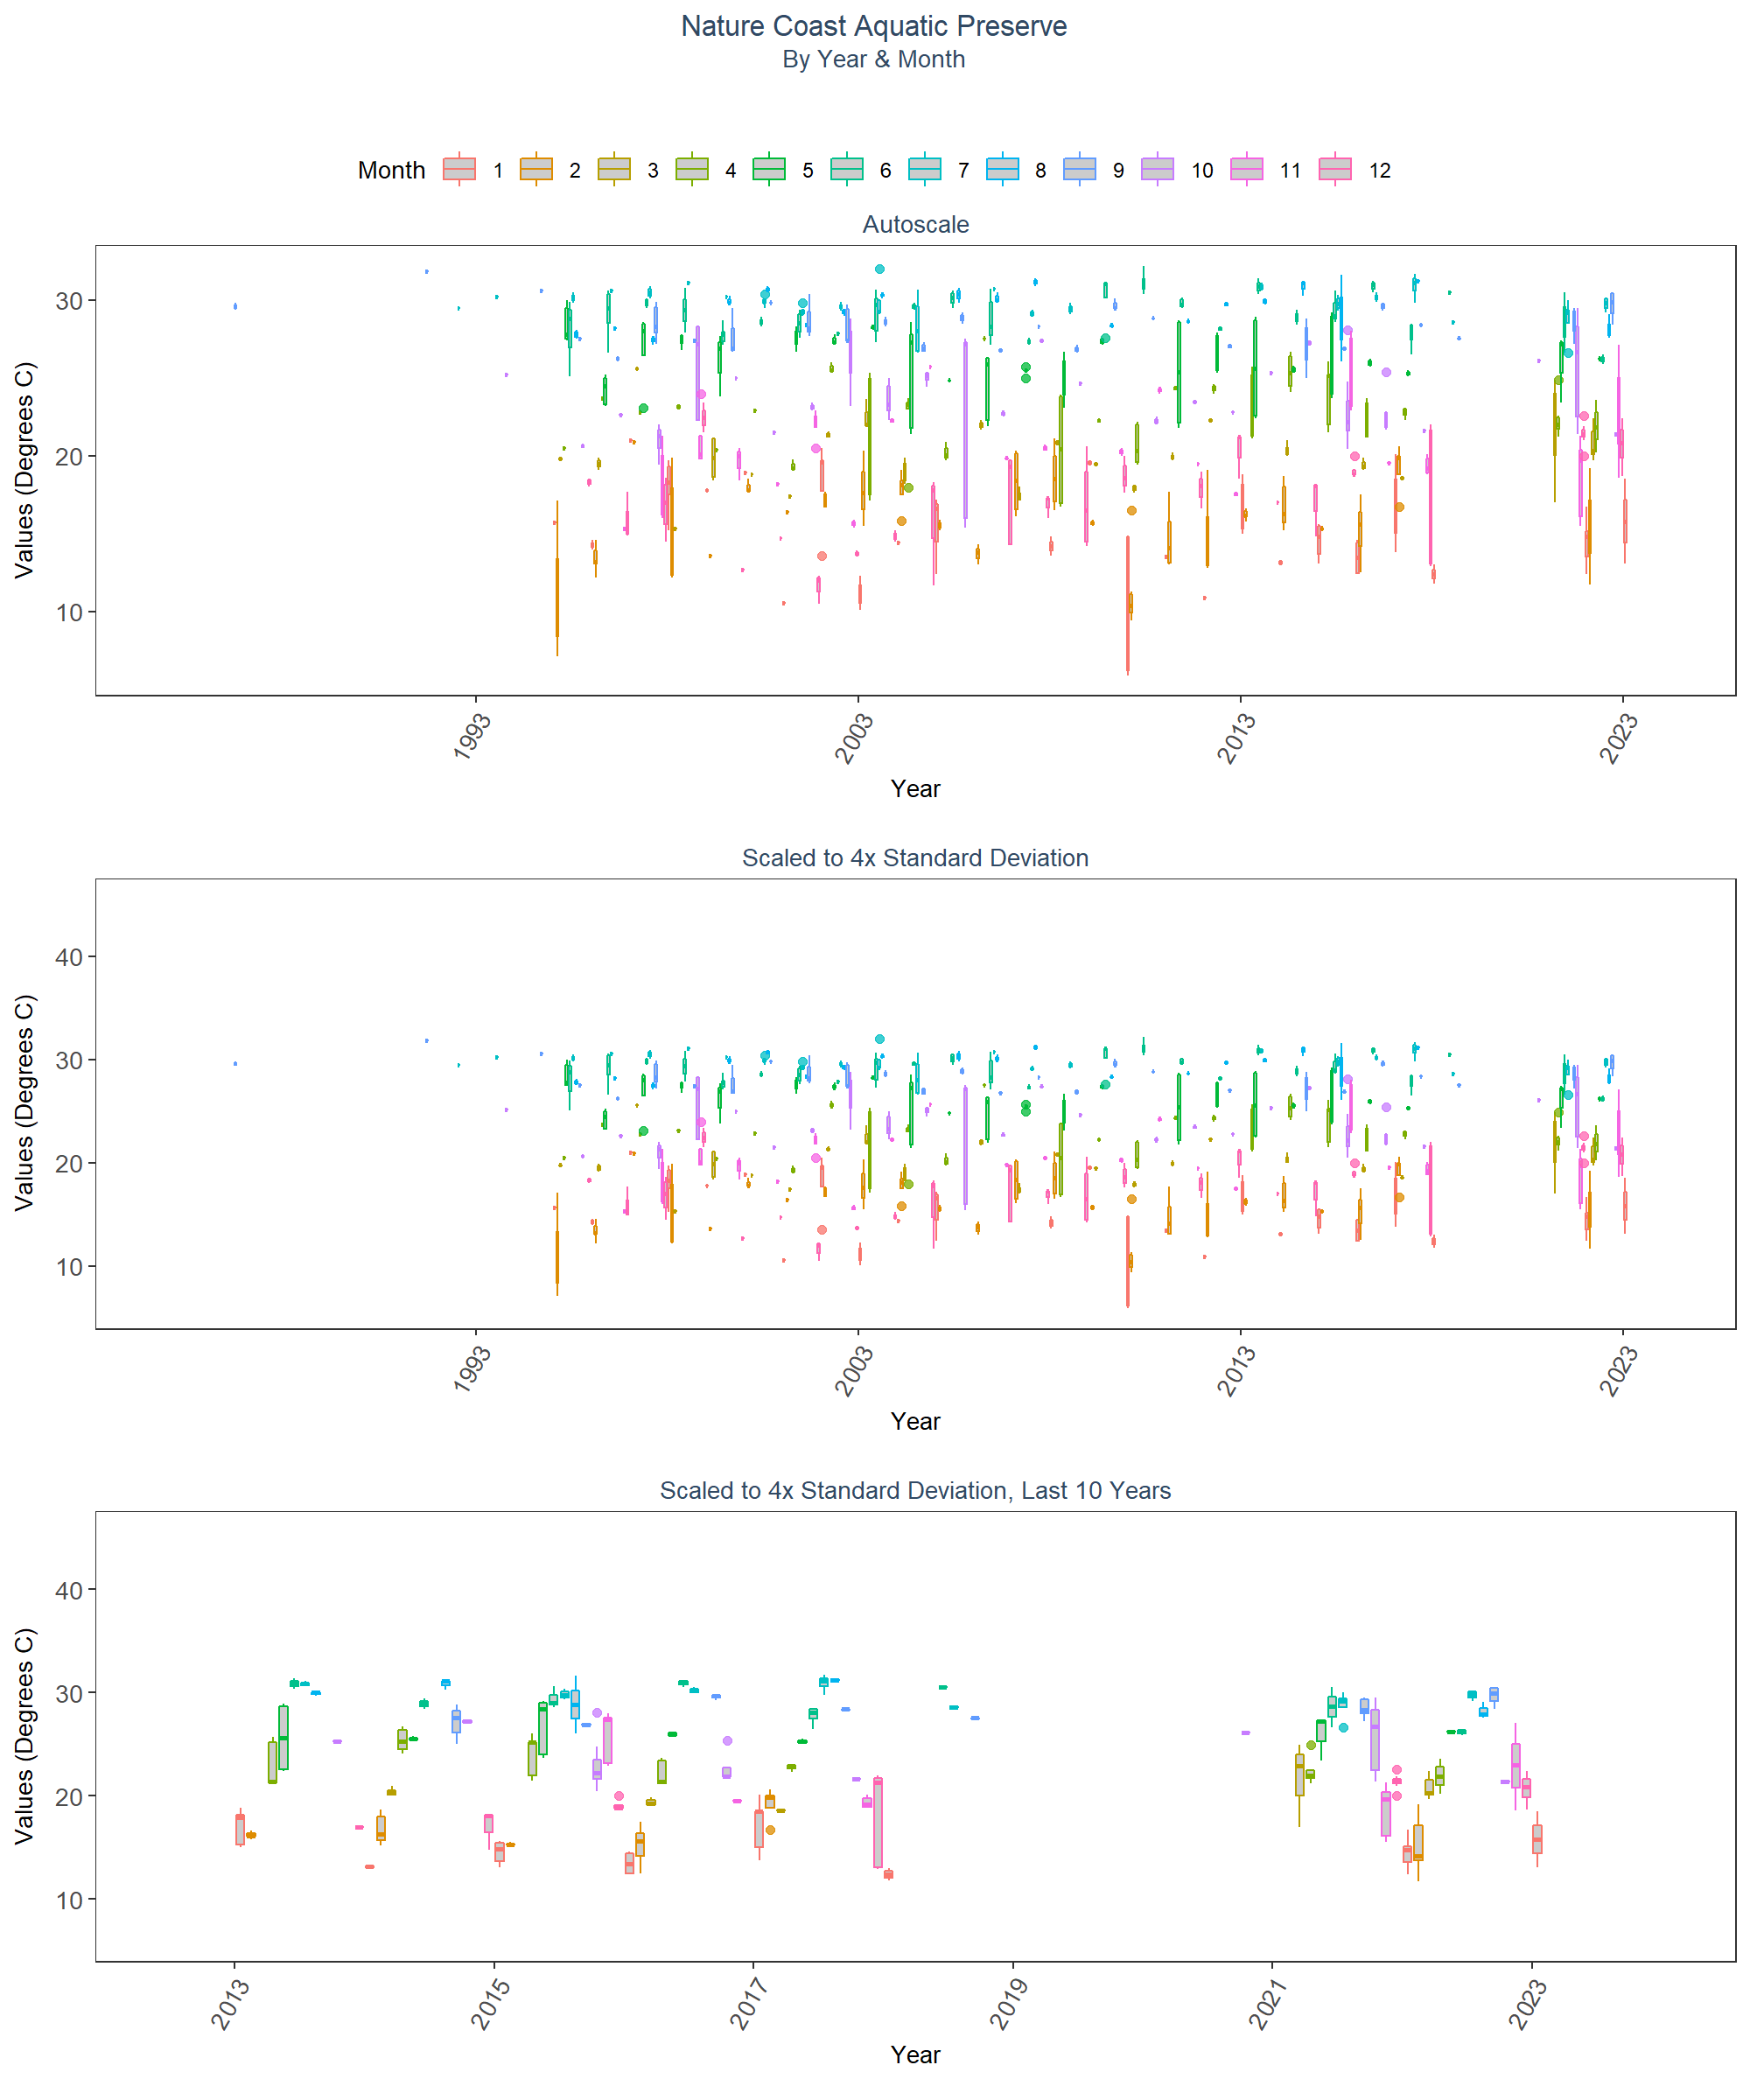 Nature Coast Aquatic Preserve
By Year & Month
Month 1 2 3 4 5 6 7 8 9 10 11 12
Autoscale
Values (Degrees C)
30
20
10
1993 2003 2013 2023
Year
Scaled to 4x Standard Deviation
Values (Degrees C)
40
30
20
10
1993 2003 2013 2023
Year
Scaled to 4x Standard Deviation, Last 10 Years
Values (Degrees C)
40
30
20
10
2013 2015 2017 2019 2021 2023
Year